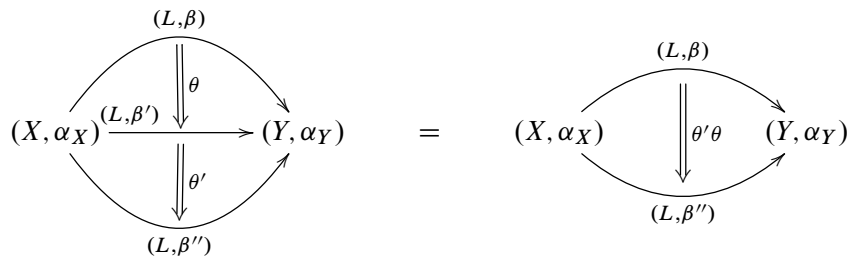 (L,β) (L,β)
θ
(X,α_X) (L,β′) (Y,α_Y) = (X,α_X) θ′θ (Y,α_Y)
θ′
(L,β″) (L,β″)